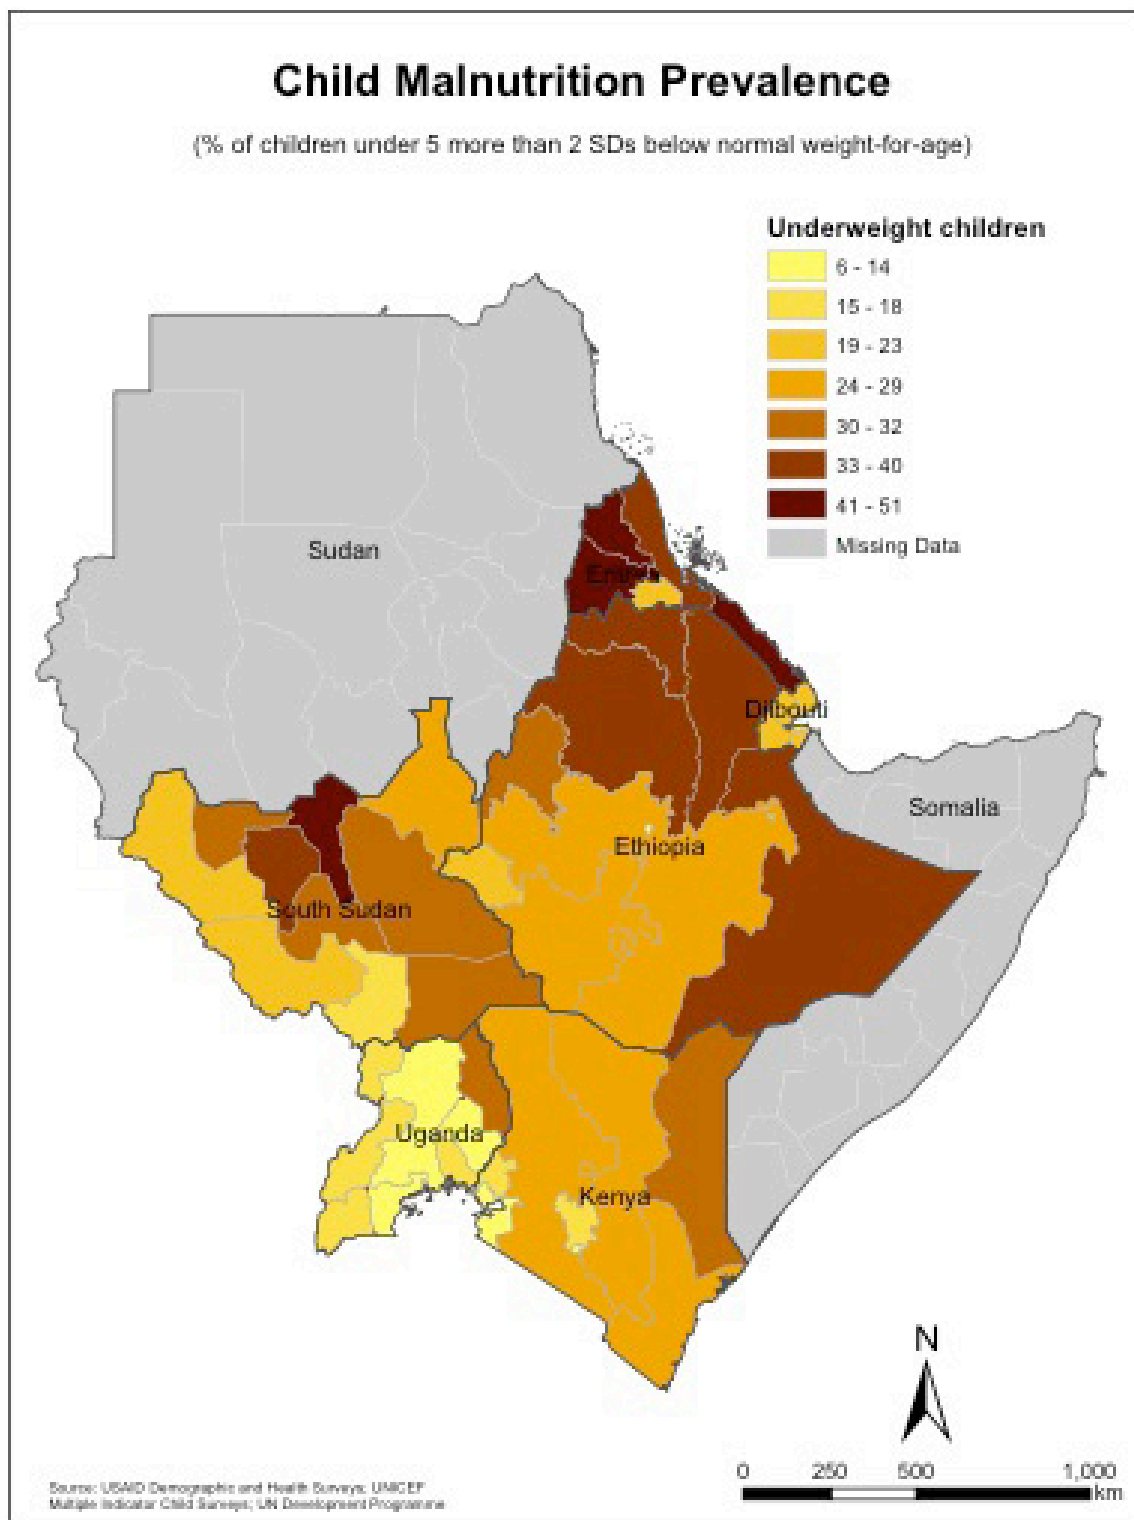 Child Malnutrition Prevalence
(% of children under 5 more than 2 SDs below normal weight-for-age)
Underweight children
6 - 14
15 - 18
19 - 23
24 - 29
30 - 32
33 - 40
41 - 51
Missing Data
Sudan
Eritrea
Djibouti
Somalia
Ethiopia
South Sudan
Uganda
Kenya
N
0 250 500 1,000
km
Source: USAID Demographic and Health Surveys; UNICEF
Multiple Indicator Child Surveys; UN Development Programme